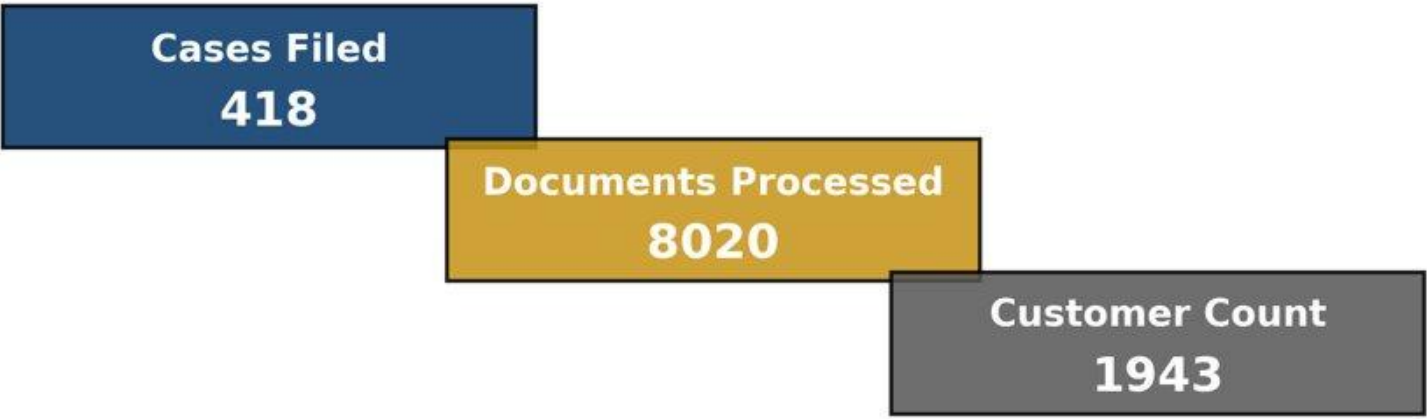 Cases Filed
418
Documents Processed
8020
Customer Count
1943